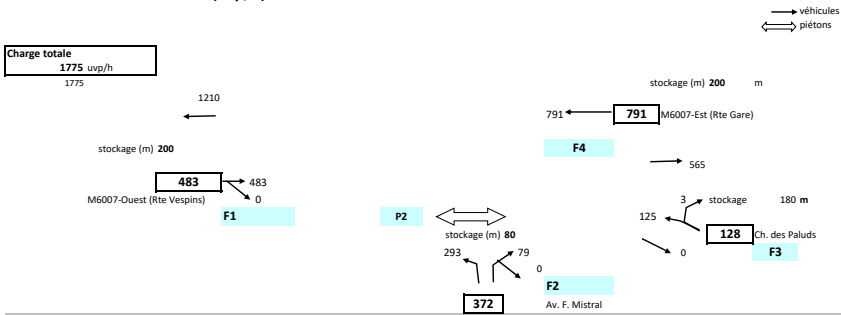 véhicules
piétons
Charge totale
1775 uvp/h
1775
stockage (m) 200 m
1210
791 791 M6007-Est (Rte Gare)
stockage (m) 200
F4
565
483 483
M6007-Ouest (Rte Vespins) 0
3 stockage 180 m
F1 P2
125
stockage (m) 80
128 Ch. des Paluds
293 79
0 F3
0
F2
372 Av. F. Mistral